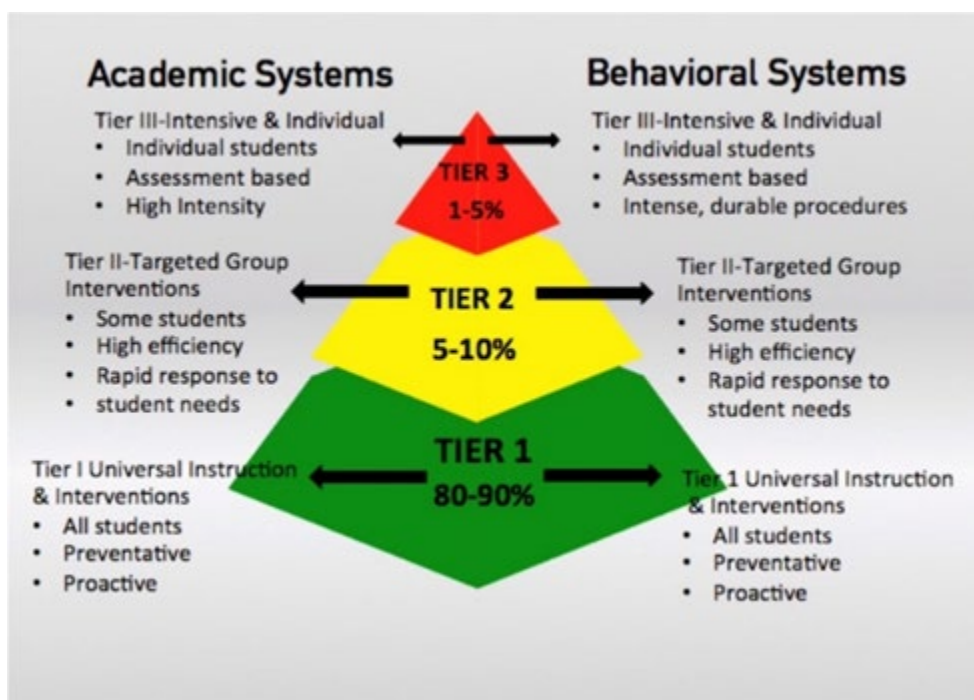 Academic Systems
Tier III-Intensive & Individual
• Individual students
• Assessment based
• High Intensity
Tier II-Targeted Group
Interventions
• Some students
• High efficiency
• Rapid response to
• student needs
Tier I Universal Instruction
& Interventions
• All students
• Preventative
• Proactive
TIER 3
1-5%
TIER 2
5-10%
TIER 1
80-90%
Behavioral Systems
Tier III-Intensive & Individual
• Individual students
• Assessment based
• Intense, durable procedures
Tier II-Targeted Group
Interventions
• Some students
• High efficiency
• Rapid response to
student needs
Tier 1 Universal Instruction
& Interventions
• All students
• Preventative
• Proactive